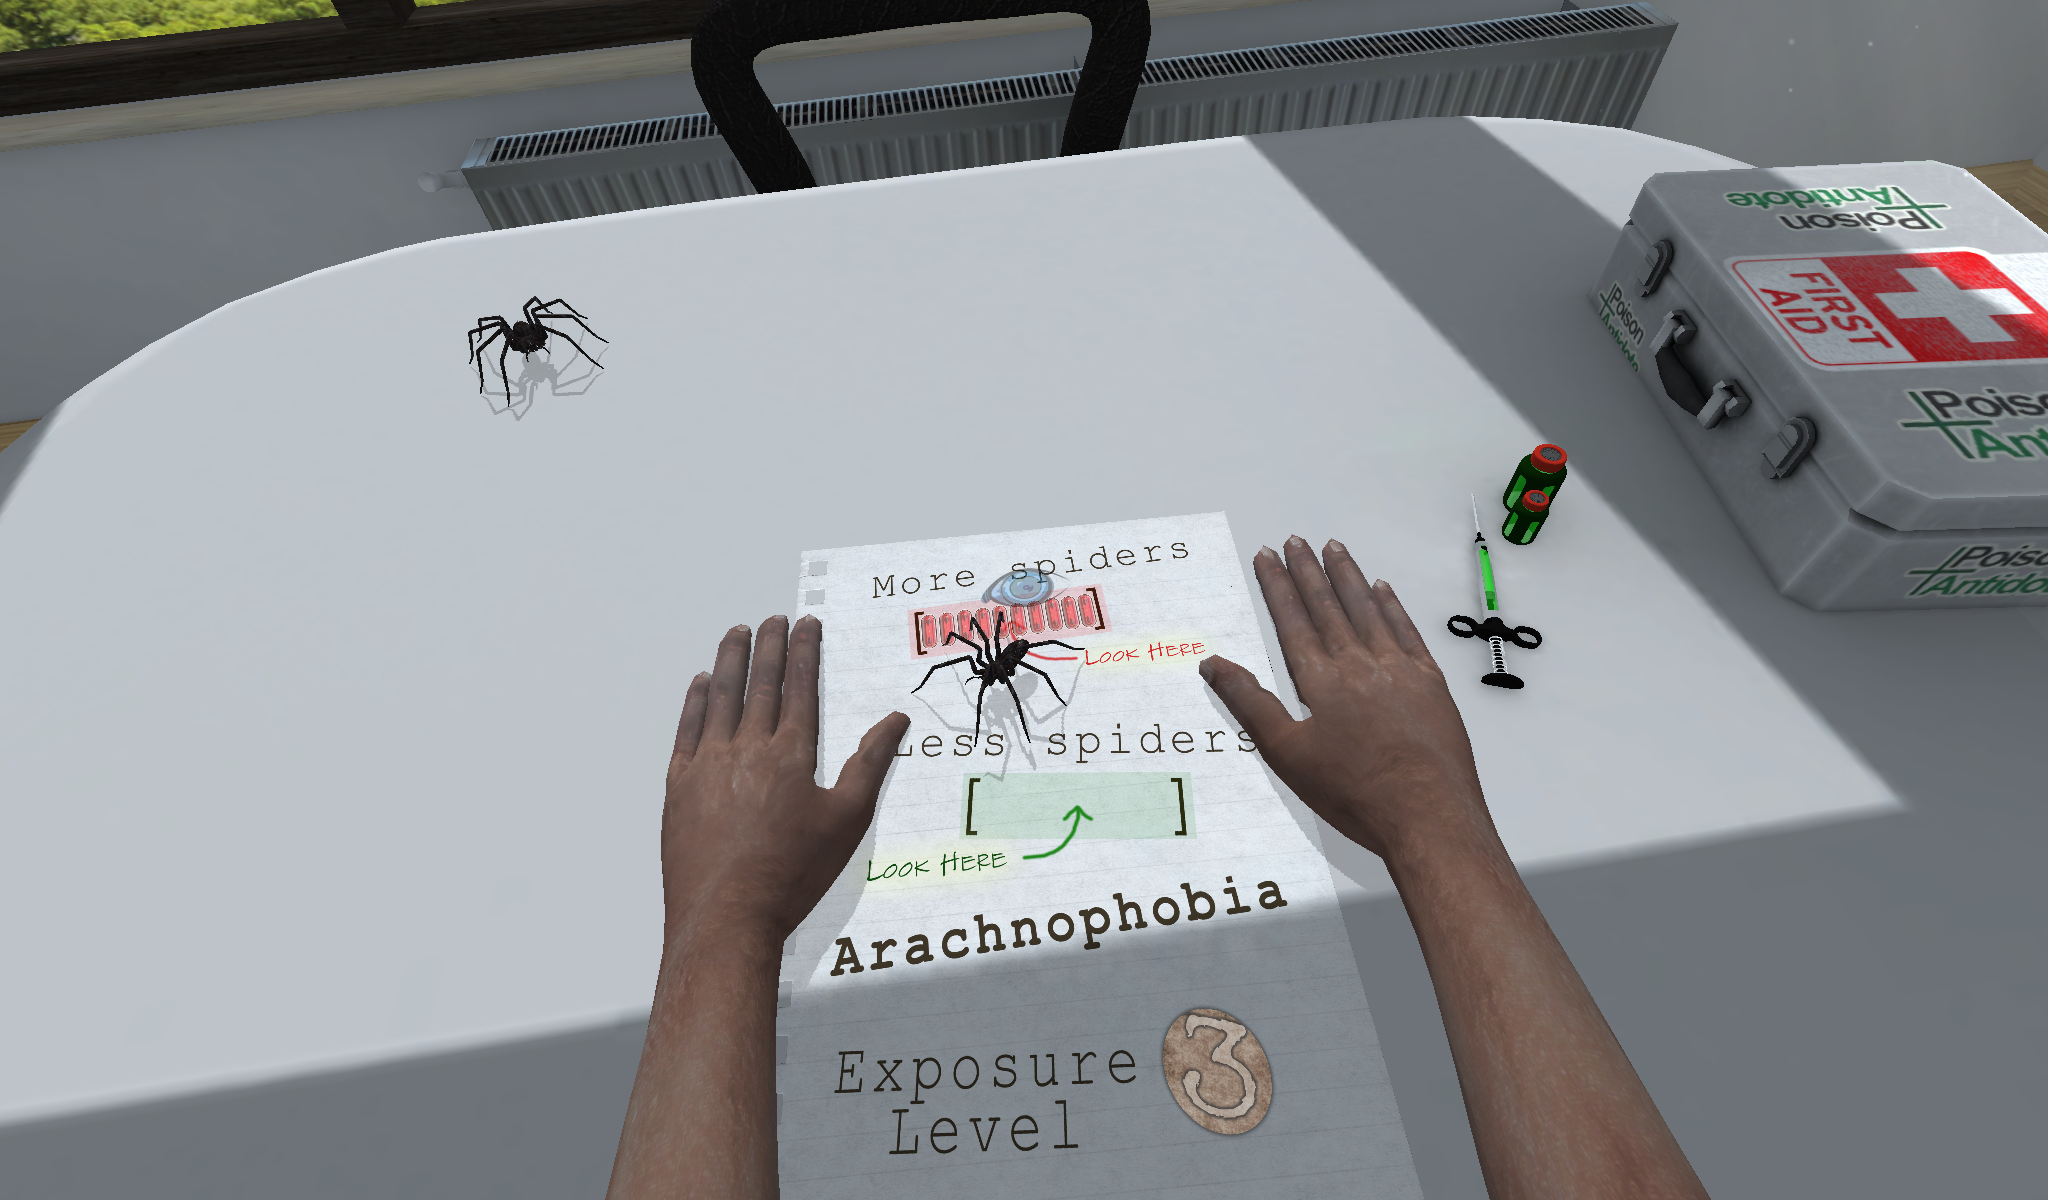 More spiders
[ ]
LOOK HERE
Less spiders
[ ]
LOOK HERE
Arachnophobia
Exposure
Level
3
Poison
Antidote
FIRST
AID
Poison
Antidote
Poison
Antidote